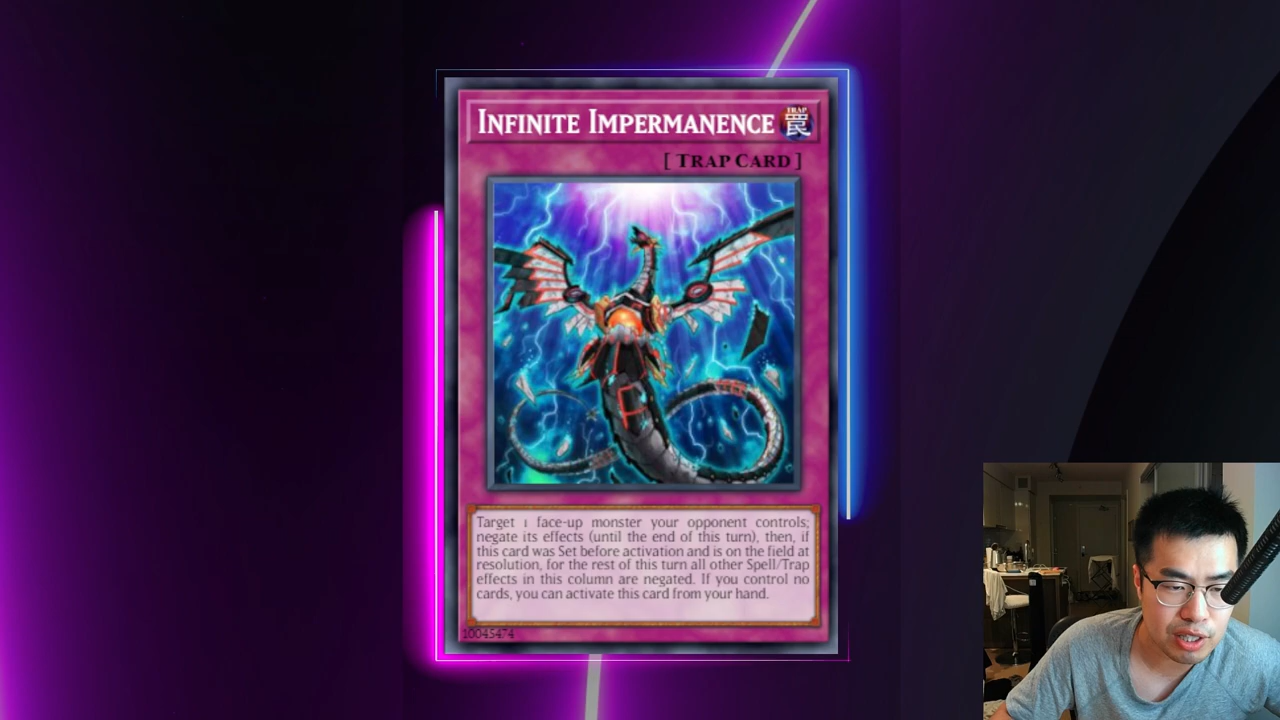 INFINITE IMPERMANENCE
TRAP
罠
[ TRAP CARD ]
Target 1 face-up monster your opponent controls;
negate its effects (until the end of this turn), then, if
this card was Set before activation and is on the field at
resolution, for the rest of this turn all other Spell/Trap
effects in this column are negated. If you control no
cards, you can activate this card from your hand.
10045474